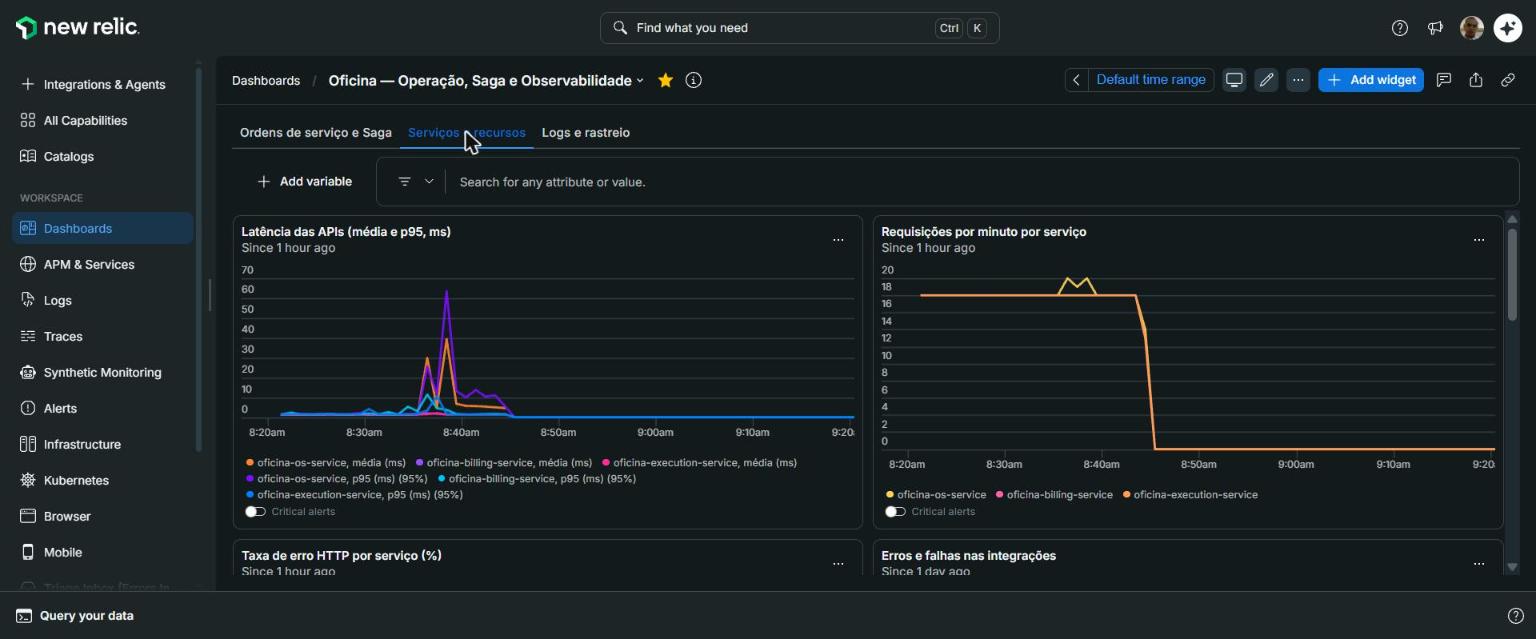 new relic.
Find what you need
Ctrl K
Integrations & Agents
All Capabilities
Catalogs
WORKSPACE
Dashboards
APM & Services
Logs
Traces
Synthetic Monitoring
Alerts
Infrastructure
Kubernetes
Browser
Mobile
Query your data
Dashboards / Oficina — Operação, Saga e Observabilidade
Default time range
Add widget
Ordens de serviço e Saga
Serviços e recursos
Logs e rastreio
Add variable
Search for any attribute or value.
Latência das APIs (média e p95, ms)
Since 1 hour ago
70
60
50
40
30
20
10
0
8:20am 8:30am 8:40am 8:50am 9:00am 9:10am 9:20
oficina-os-service, média (ms) oficina-billing-service, média (ms) oficina-execution-service, média (ms)
oficina-os-service, p95 (ms) (95%) oficina-billing-service, p95 (ms) (95%)
oficina-execution-service, p95 (ms) (95%)
Critical alerts
Requisições por minuto por serviço
Since 1 hour ago
20
18
16
14
12
10
8
6
4
2
0
8:20am 8:30am 8:40am 8:50am 9:00am 9:10am 9:20
oficina-os-service oficina-billing-service oficina-execution-service
Critical alerts
Taxa de erro HTTP por serviço (%)
Since 1 hour ago
Erros e falhas nas integrações
Since 1 day ago